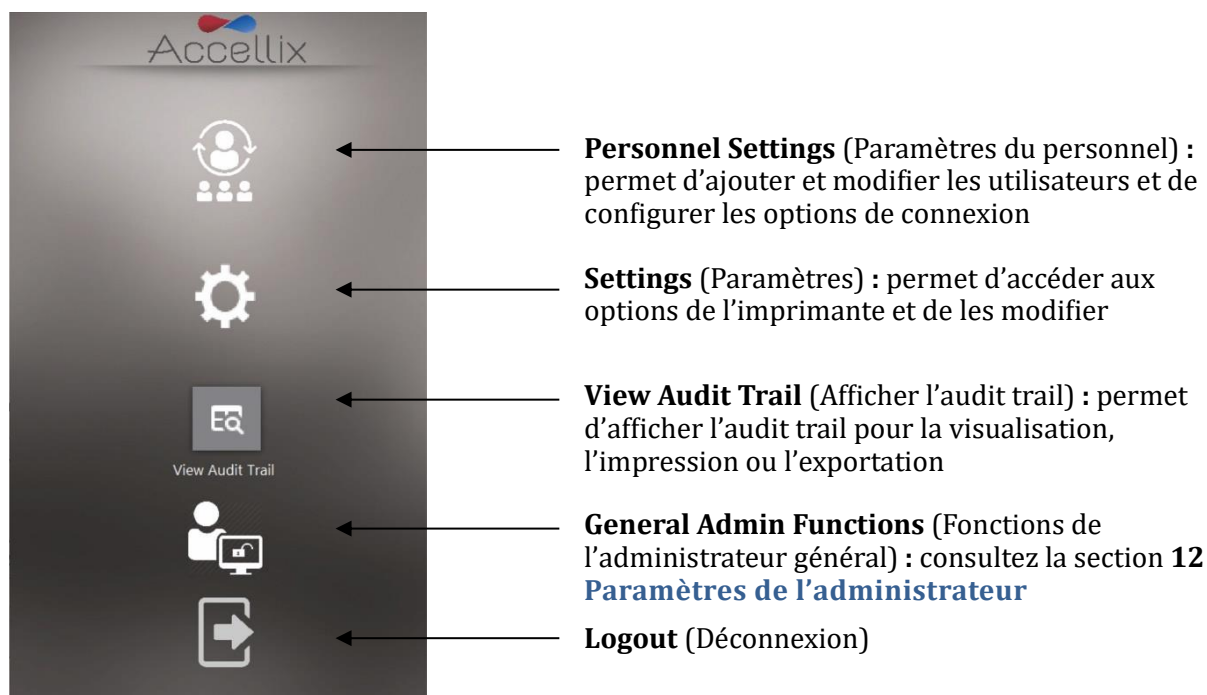 Accellix
Personnel Settings (Paramètres du personnel) :
permet d’ajouter et modifier les utilisateurs et de
configurer les options de connexion
Settings (Paramètres) : permet d’accéder aux
options de l’imprimante et de les modifier
View Audit Trail (Afficher l’audit trail) : permet
d’afficher l’audit trail pour la visualisation,
l’impression ou l’exportation
View Audit Trail
General Admin Functions (Fonctions de
l’administrateur général) : consultez la section 12
Paramètres de l’administrateur
Logout (Déconnexion)